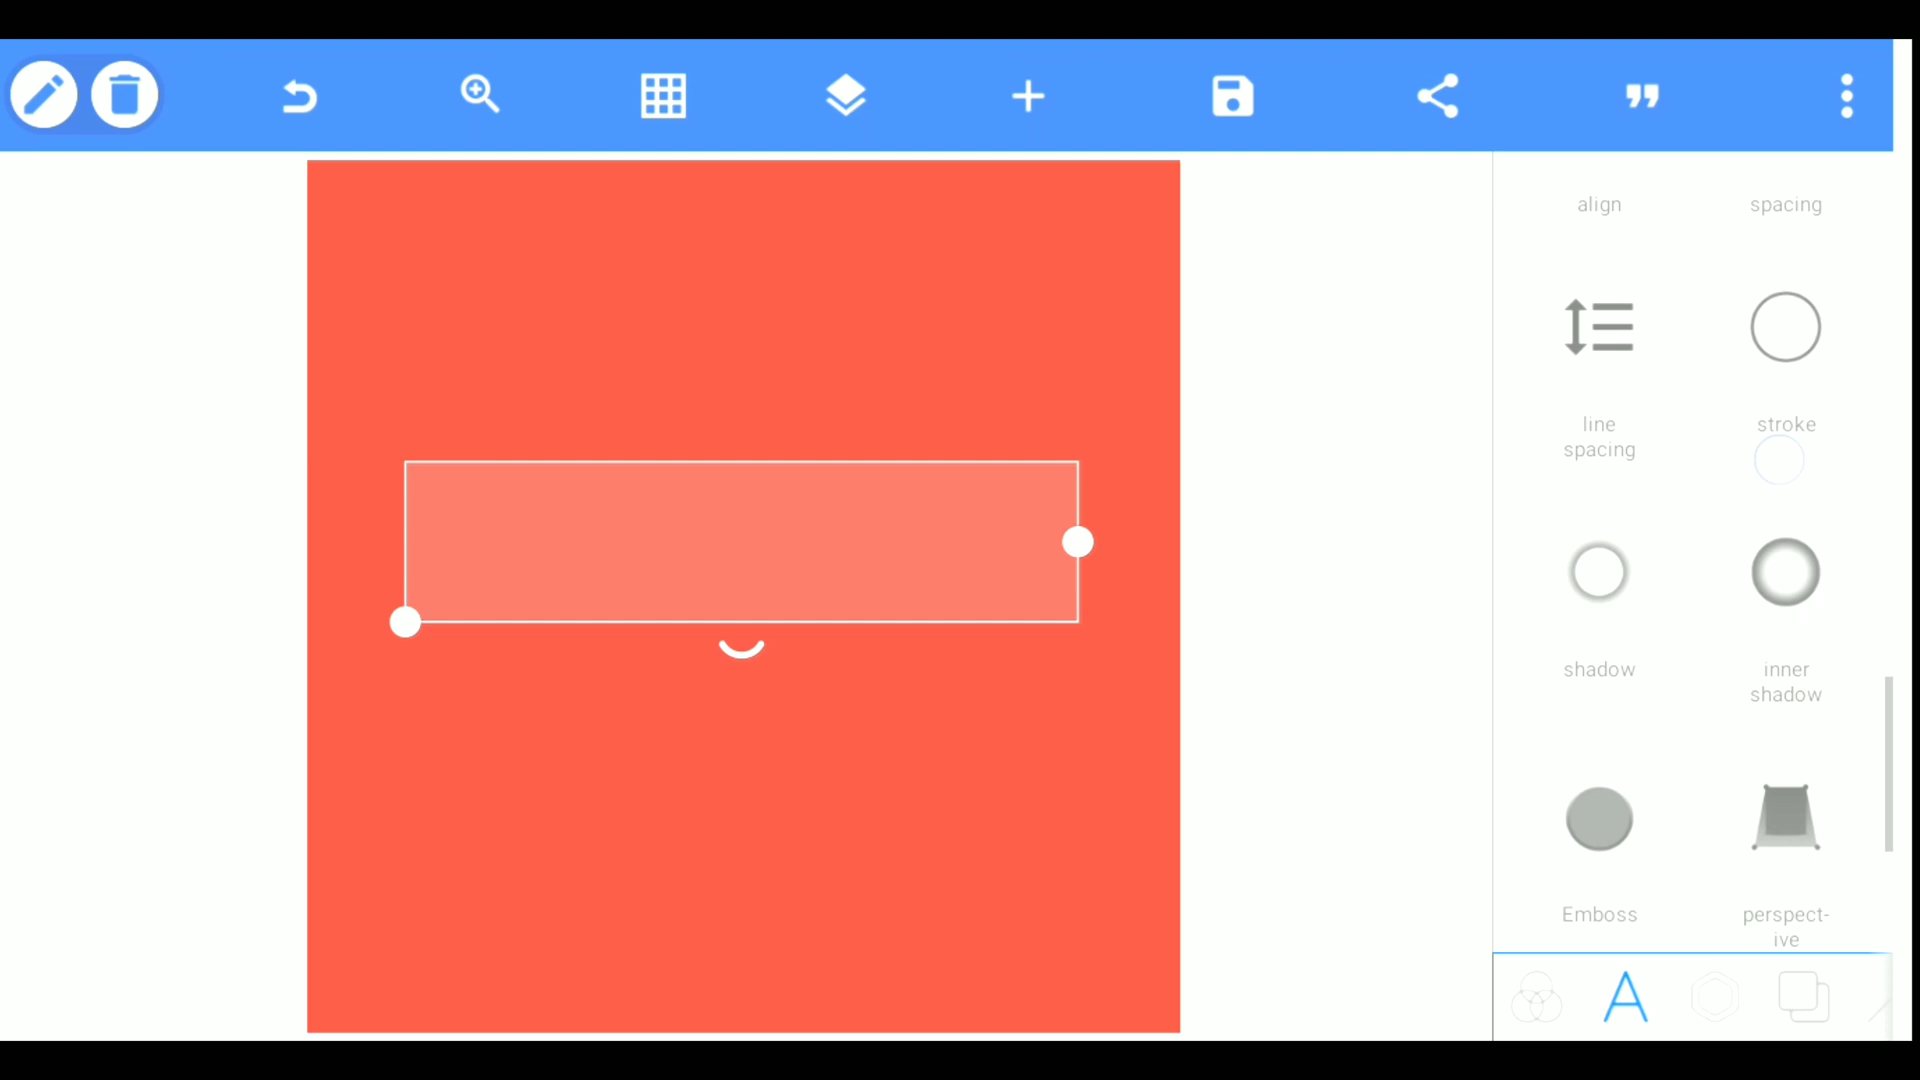 align
spacing
line
spacing
stroke
shadow
inner
shadow
Emboss
perspect-
ive
A